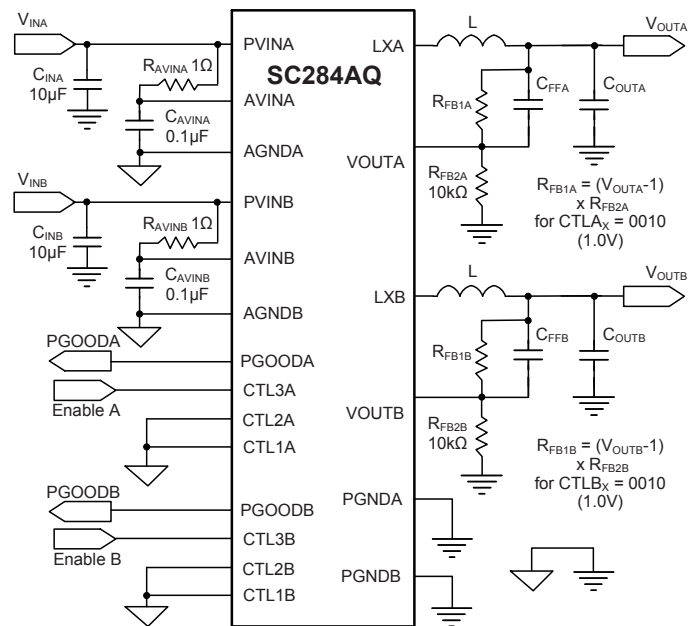 VINA
CINA
10µF
RAVINA 1Ω
CAVINA
0.1µF
VINB
CINB
10µF
RAVINB 1Ω
CAVINB
0.1µF
PGOODA
Enable A
PGOODB
Enable B
SC284AQ
PVINA
AVINA
AGNDA
PVINB
AVINB
AGNDB
PGOODA
CTL3A
CTL2A
CTL1A
PGOODB
CTL3B
CTL2B
CTL1B
LXA
VOUTA
LXB
VOUTB
PGNDA
PGNDB
L
VOUTA
RFB1A
CFFA
COUTA
RFB2A
10kΩ
RFB1A = (VOUTA-1)
x RFB2A
for CTLAX = 0010
(1.0V)
L
VOUTB
RFB1B
CFFB
COUTB
RFB2B
10kΩ
RFB1B = (VOUTB-1)
x RFB2B
for CTLBX = 0010
(1.0V)